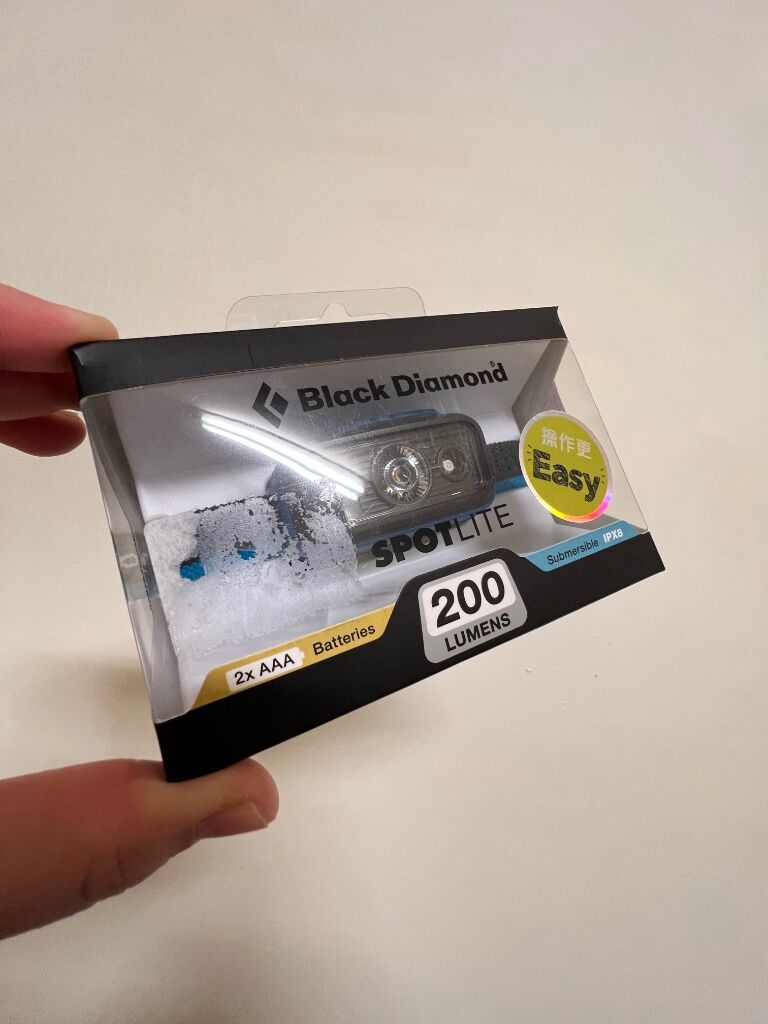 Black Diamond®
操作更
Easy
SPOTLITE
Submersible IPX8
200
LUMENS
2x AAA Batteries